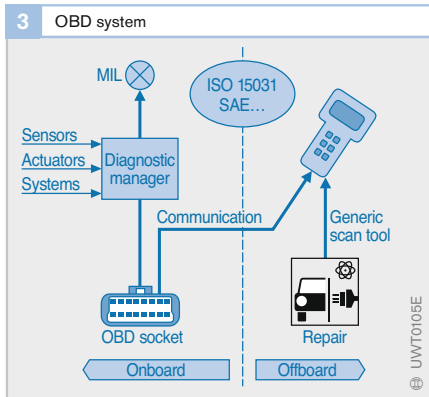 3 OBD system
MIL
ISO 15031
SAE...
Sensors
Actuators
Systems
Diagnostic
manager
Communication
Generic
scan tool
OBD socket
Repair
Onboard
Offboard
UWT0105E